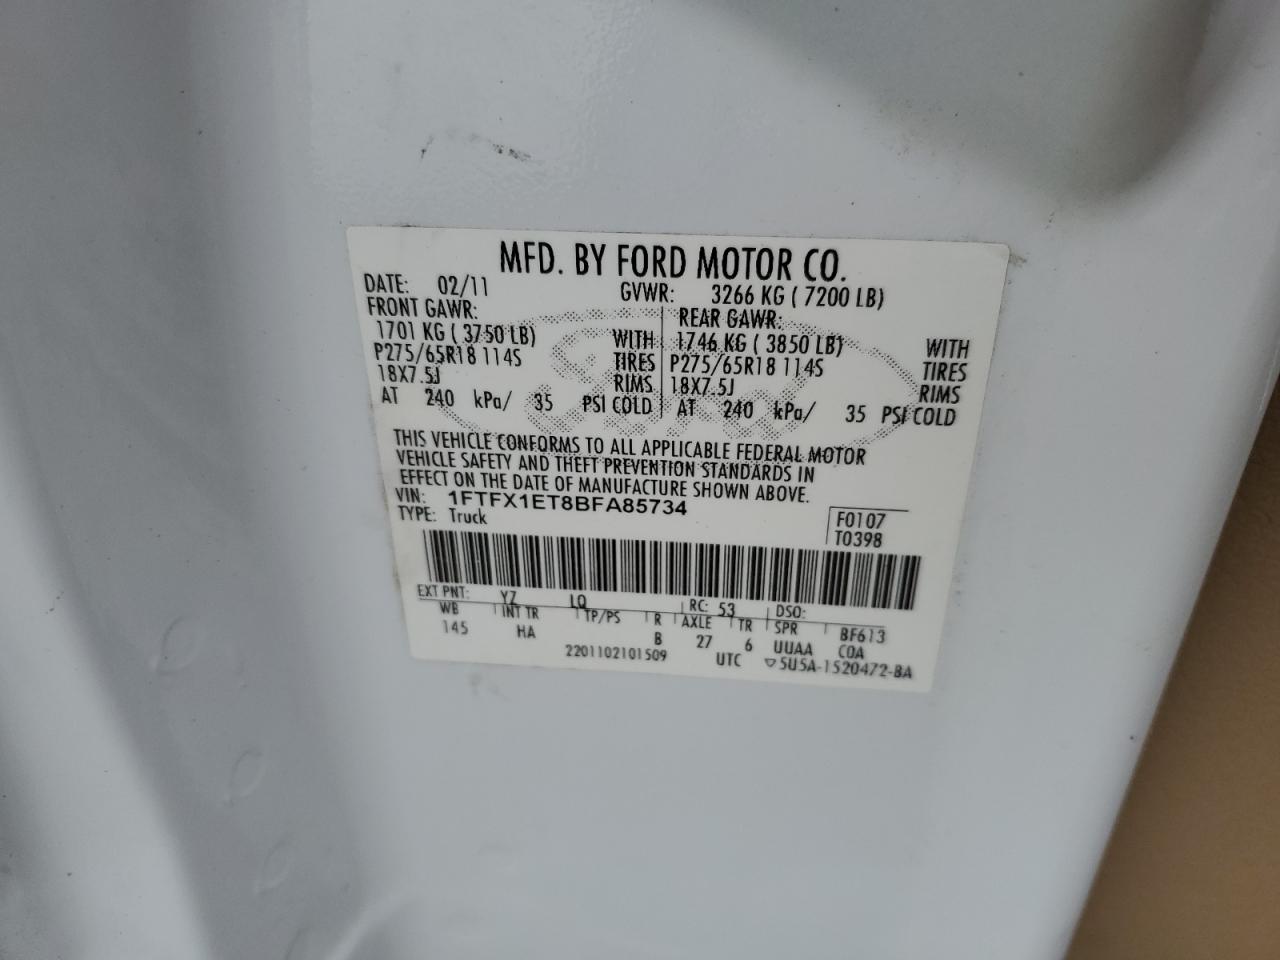 MFD. BY FORD MOTOR CO.
DATE: 02/11 GVWR: 3266 KG ( 7200 LB)
FRONT GAWR: REAR GAWR:
1701 KG ( 3750 LB) WITH 1746 KG ( 3850 LB) WITH
P275/65R18 114S TIRES P275/65R18 114S TIRES
18X7.5J RIMS 18X7.5J RIMS
AT 240 kPa/ 35 PSI COLD AT 240 kPa/ 35 PSI COLD
THIS VEHICLE CONFORMS TO ALL APPLICABLE FEDERAL MOTOR
VEHICLE SAFETY AND THEFT PREVENTION STANDARDS IN
EFFECT ON THE DATE OF MANUFACTURE SHOWN ABOVE.
VIN: 1FTFX1ET8BFA85734
TYPE: Truck
F0107
T0398
EXT PNT: YZ LQ RC: 53 DSO:
WB INT TR TP/PS R AXLE TR SPR BF613
145 HA B 27 6 UUAA COA
2201102101509 UTC ▽5U5A-1520472-BA